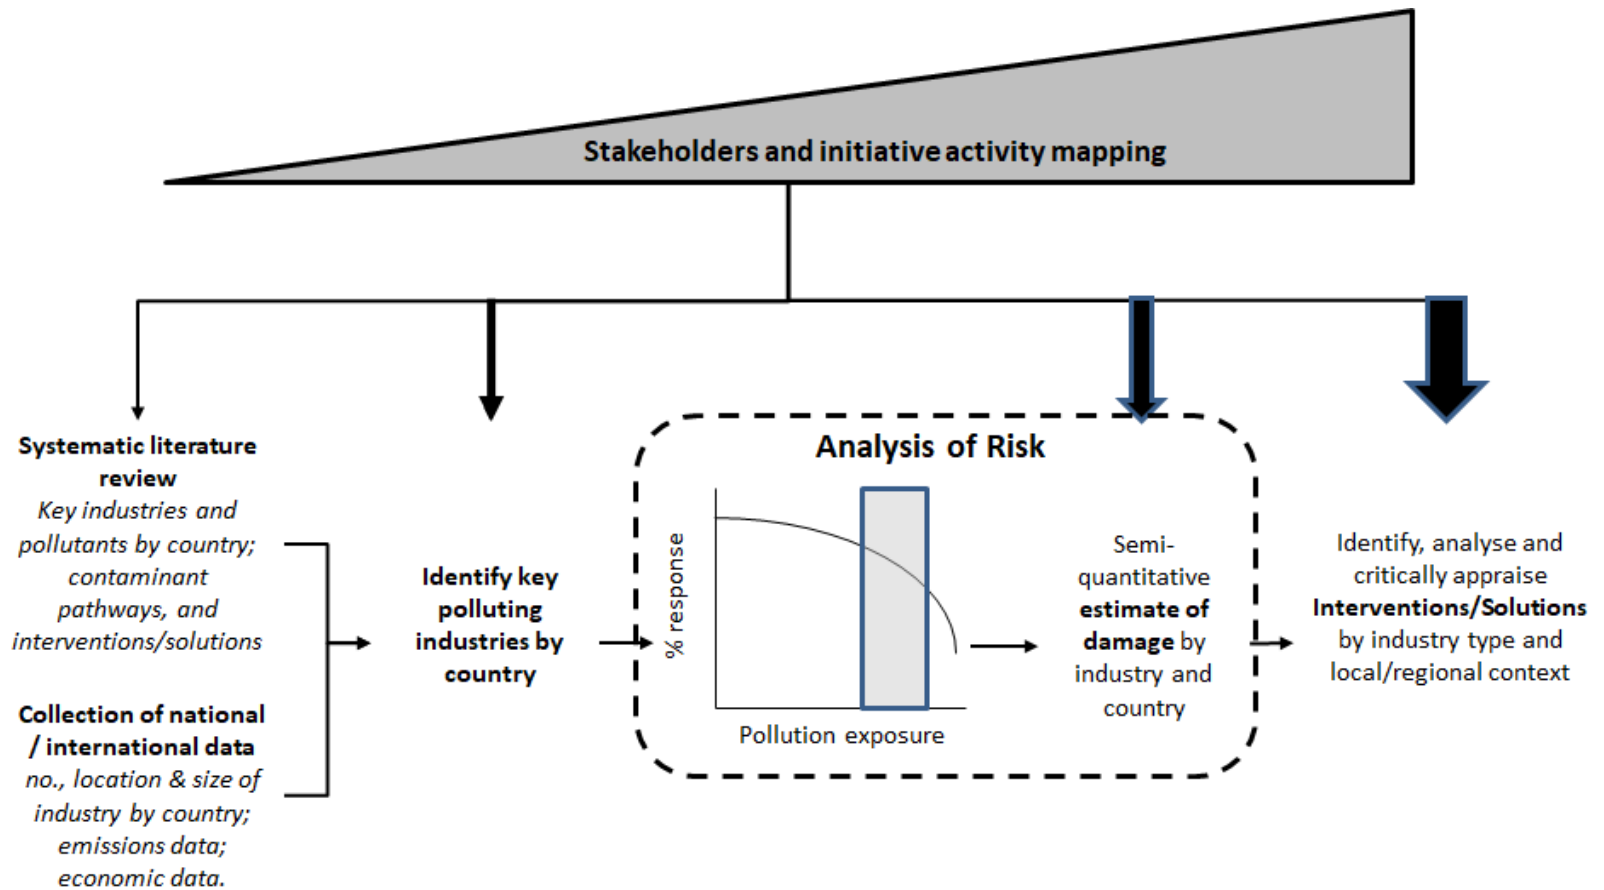 Stakeholders and initiative activity mapping
Systematic literature
review
Key industries and
pollutants by country;
contaminant
pathways, and
interventions/solutions
Collection of national
/ international data
no., location & size of
industry by country;
emissions data;
economic data.
Identify key
polluting
industries by
country
Analysis of Risk
% response
Pollution exposure
Semi-
quantitative
estimate of
damage by
industry and
country
Identify, analyse and
critically appraise
Interventions/Solutions
by industry type and
local/regional context